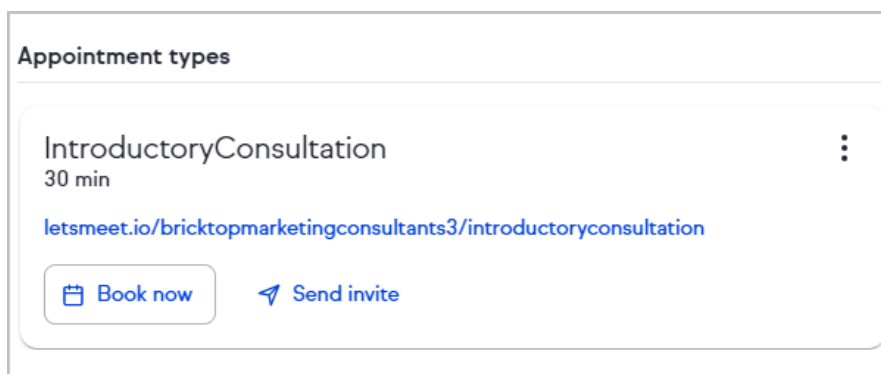 Appointment types
IntroductoryConsultation
30 min
letsmeet.io/bricktopmarketingconsultants3/introductoryconsultation
Book now
Send invite